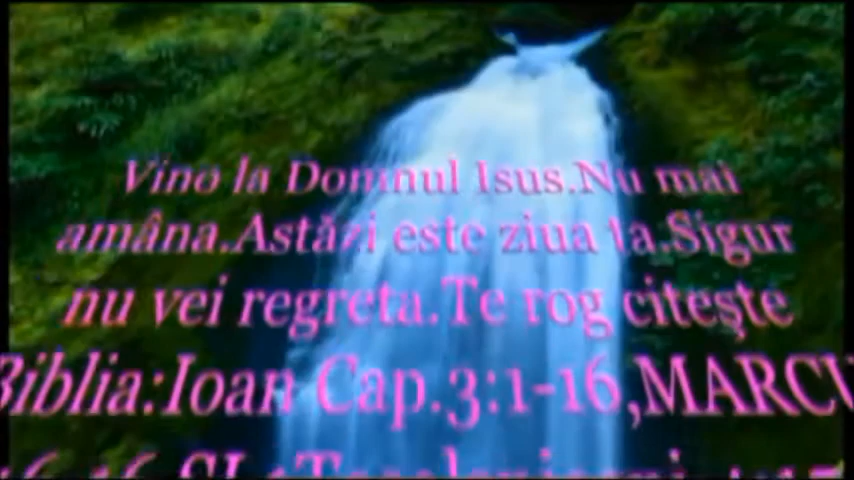 Vino la Domnul Isus.Nu mai
amâna.Astăzi este ziua ta.Sigur
nu vei regreta.Te rog citeşte
Biblia:Ioan Cap.3:1-16,MARCU